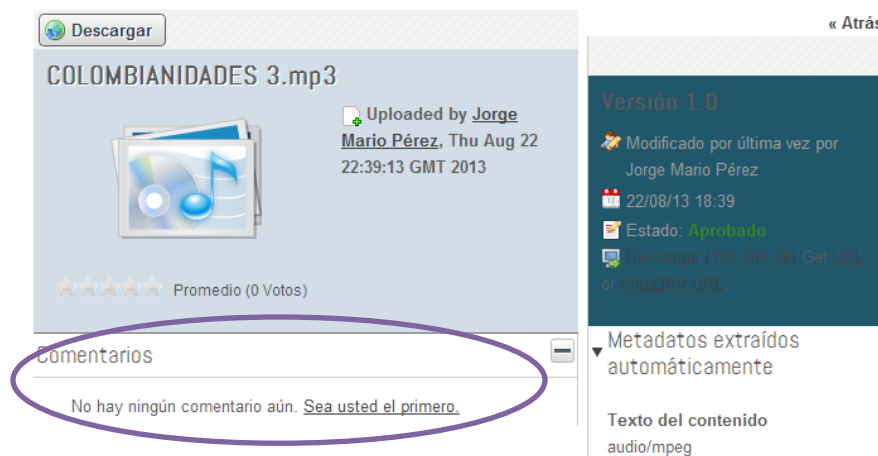 Descargar
« Atrás
COLOMBIANIDADES 3.mp3
Uploaded by Jorge
Mario Pérez, Thu Aug 22
22:39:13 GMT 2013
Promedio (0 Votos)
Comentarios
No hay ningún comentario aún. Sea usted el primero.
Versión 1.0
Modificado por última vez por
Jorge Mario Pérez
22/08/13 18:39
Estado: Aprobado
Descargar (106.306,3k) Get URL
or WebDAV URL.
Metadatos extraídos
automáticamente
Texto del contenido
audio/mpeg